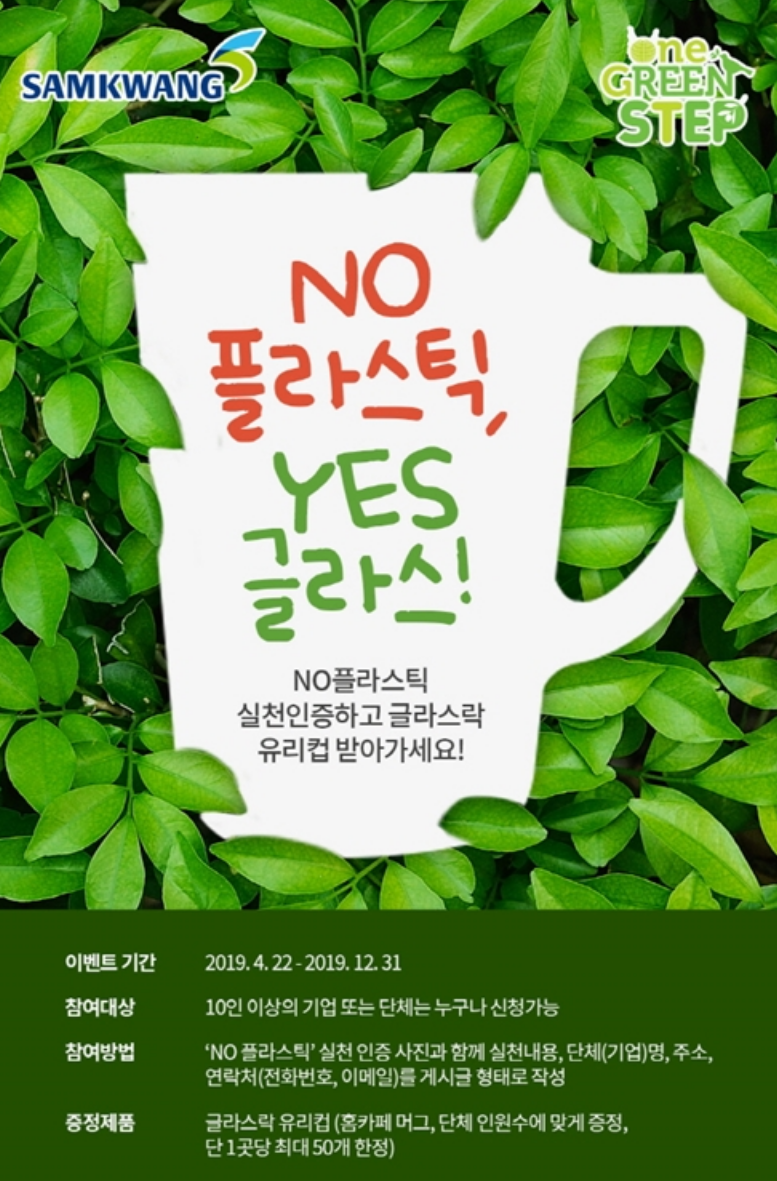 SAMKWANG
one
GREEN
STEP
NO
플라스틱,
YES
글라스!
NO플라스틱
실천인증하고 글라스락
유리컵 받아가세요!
이벤트 기간 2019. 4. 22 - 2019. 12. 31
참여대상 10인 이상의 기업 또는 단체는 누구나 신청가능
참여방법 ‘NO 플라스틱’ 실천 인증 사진과 함께 실천내용, 단체(기업)명, 주소,
연락처(전화번호, 이메일)를 게시글 형태로 작성
증정제품 글라스락 유리컵 (홈카페 머그, 단체 인원수에 맞게 증정,
단 1곳당 최대 50개 한정)